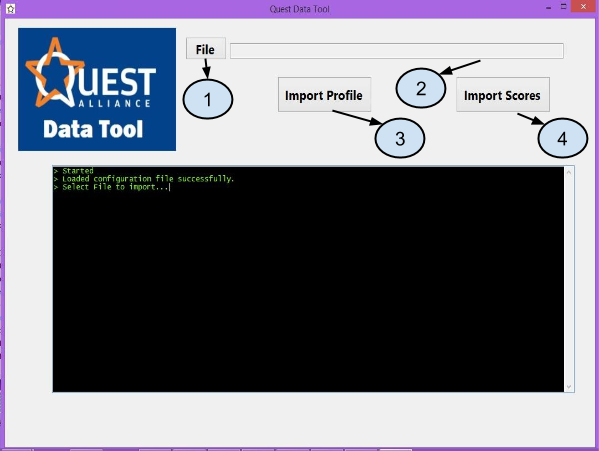 Quest Data Tool
QUEST
ALLIANCE
Data Tool
File
1
2
Import Profile
Import Scores
3
4
> Started
> Loaded configuration file successfully.
> Select File to import...